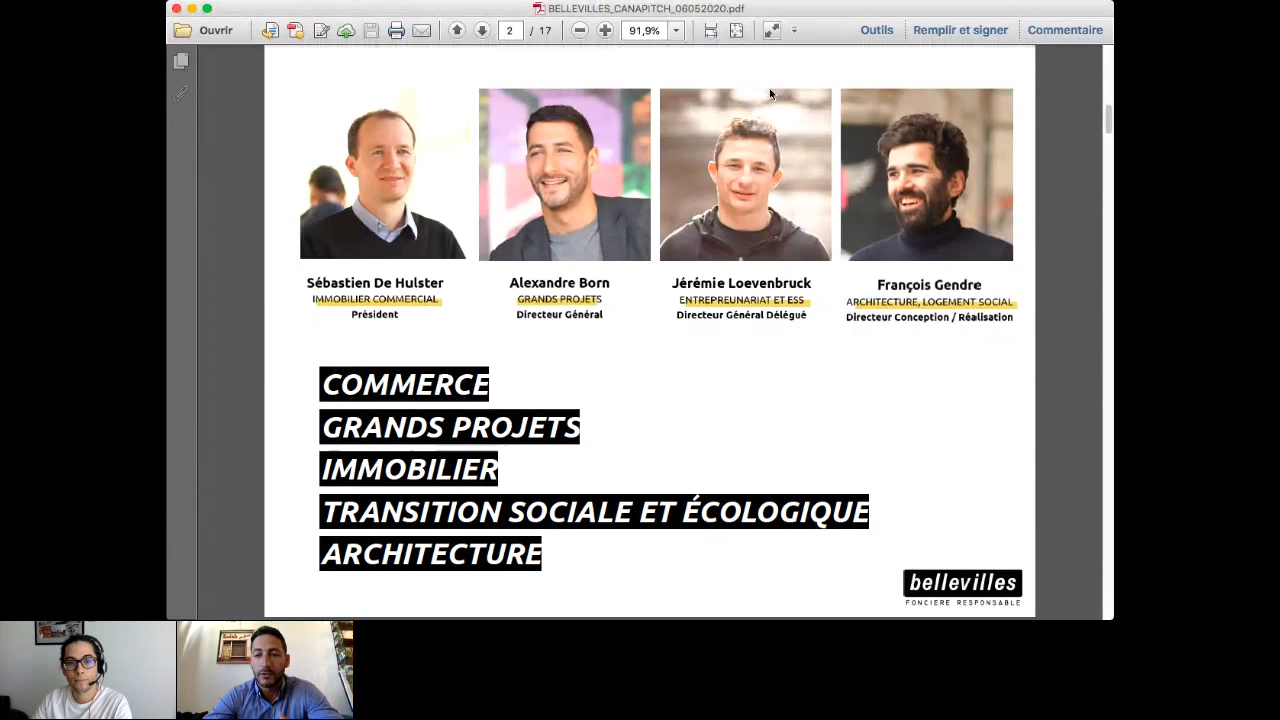 BELLEVILLES_CANAPITCH_06052020.pdf
Ouvrir
2 / 17
91,9%
Outils
Remplir et signer
Commentaire
Sébastien De Hulster
IMMOBILIER COMMERCIAL
Président
Alexandre Born
GRANDS PROJETS
Directeur Général
Jérémie Loevenbruck
ENTREPREUNARIAT ET ESS
Directeur Général Délégué
François Gendre
ARCHITECTURE, LOGEMENT SOCIAL
Directeur Conception / Réalisation
COMMERCE
GRANDS PROJETS
IMMOBILIER
TRANSITION SOCIALE ET ÉCOLOGIQUE
ARCHITECTURE
bellevilles
FONCIERE RESPONSABLE
Kodak